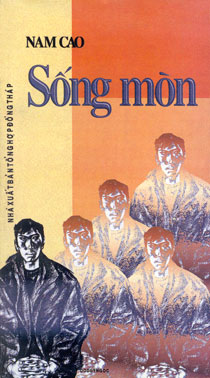 NAM CAO
Sống mòn
NHÀ XUẤT BẢN TỔNG HỢP ĐỒNG THÁP